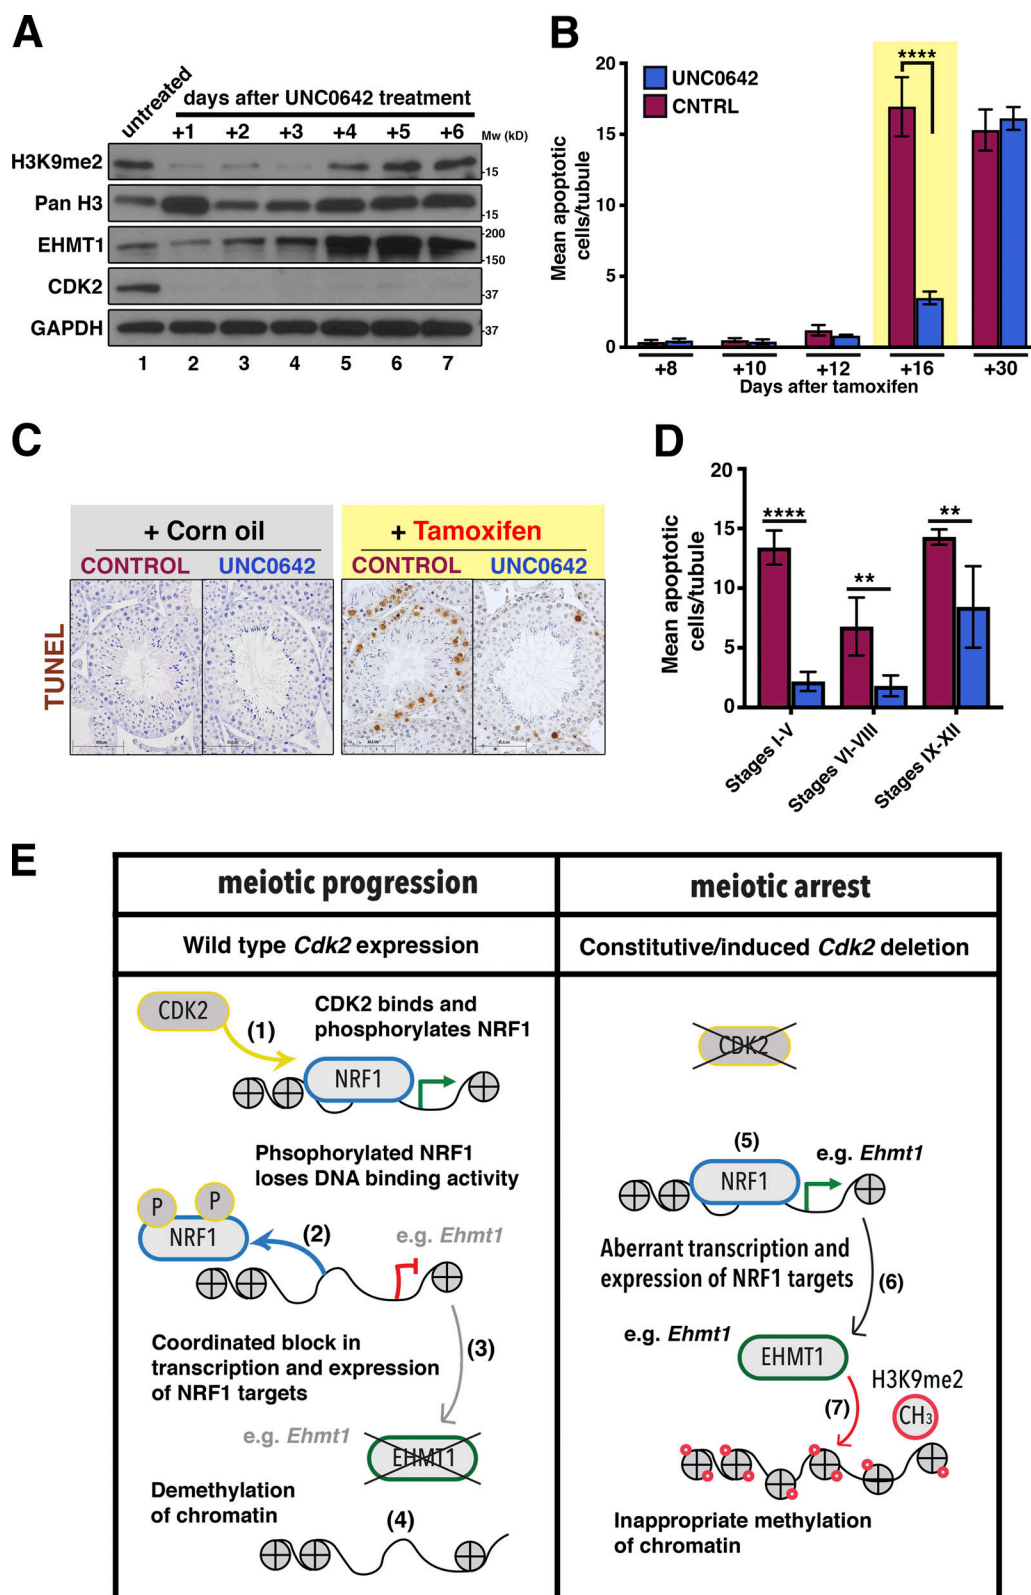 A
untreated
days after UNC0642 treatment
+1 +2 +3 +4 +5 +6 Mw (kD)
H3K9me2
-15
Pan H3
-15
EHMT1
-200
-150
CDK2
-37
GAPDH
-37
1 2 3 4 5 6 7
B
UNC0642
CNTRL
****
Mean apoptotic
cells/tubule
20
15
10
5
0
+8 +10 +12 +16 +30
Days after tamoxifen
C
+ Corn oil
CONTROL UNC0642
+ Tamoxifen
CONTROL UNC0642
TUNEL
D
Mean apoptotic
cells/tubule
20
15
10
5
0
****
**
**
Stages I-V
Stages VI-VIII
Stages IX-XII
E
meiotic progression
meiotic arrest
Wild type Cdk2 expression
Constitutive/induced Cdk2 deletion
CDK2
(1)
CDK2 binds and
phosphorylates NRF1
NRF1
Phsophorylated NRF1
loses DNA binding activity
P P
NRF1
(2)
e.g. Ehmt1
(3)
Coordinated block in
transcription and expression
of NRF1 targets
e.g. Ehmt1
EHMT1
Demethylation
of chromatin
(4)
CDK2
(5)
NRF1
e.g. Ehmt1
Aberrant transcription and
expression of NRF1 targets
(6)
e.g. Ehmt1
EHMT1
(7)
H3K9me2
CH3
Inappropriate methylation
of chromatin